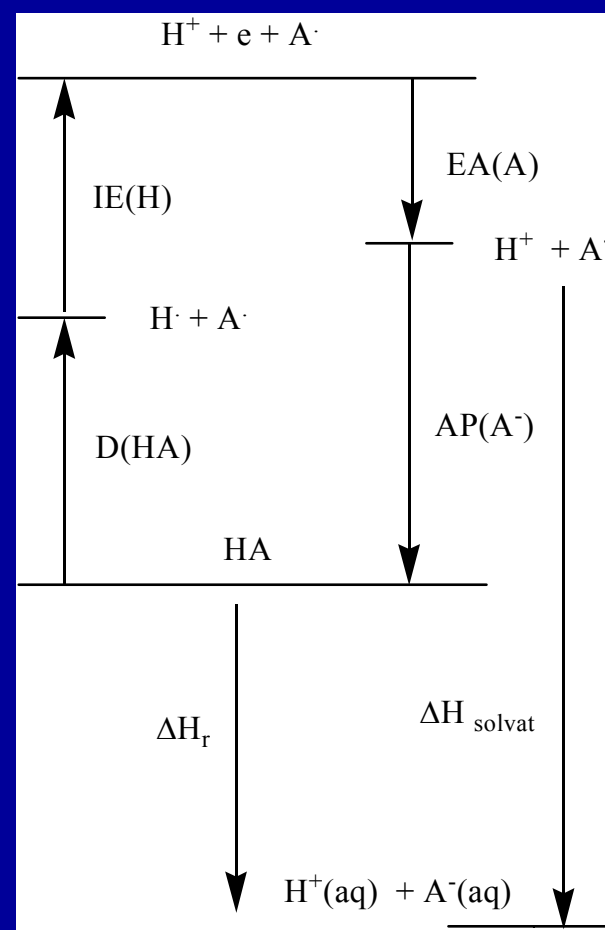 H⁺ + e + A·
EA(A)
IE(H)
H⁺ + A
H· + A·
AP(A⁻)
D(HA)
HA
ΔHr
ΔH solvat
H⁺(aq) + A⁻(aq)